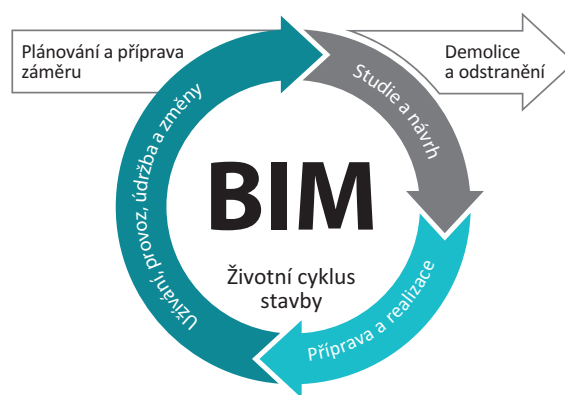 Plánování a příprava
záměru
Demolice
a odstranění
Studie a návrh
Příprava a realizace
Užívání, provoz, údržba a změny
BIM
Životní cyklus
stavby